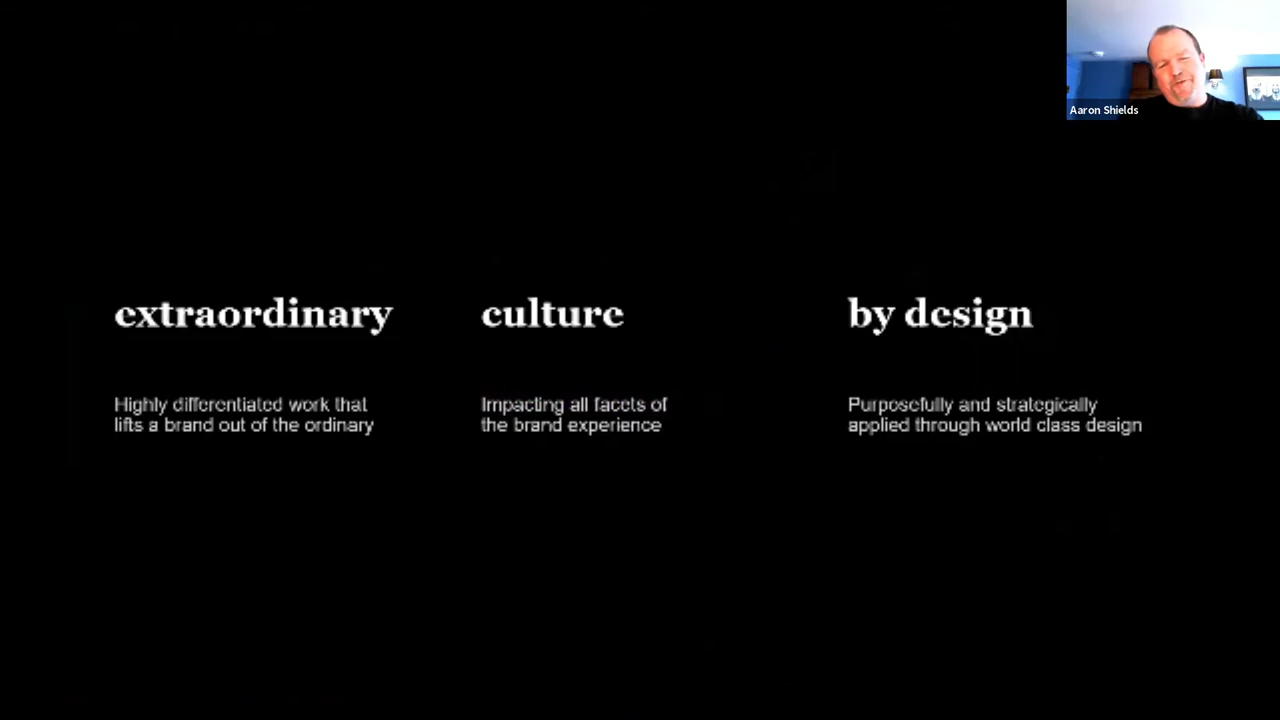 Aaron Shields
extraordinary
culture
by design
Highly differentiated work that
lifts a brand out of the ordinary
Impacting all facets of
the brand experience
Purposefully and strategically
applied through world class design